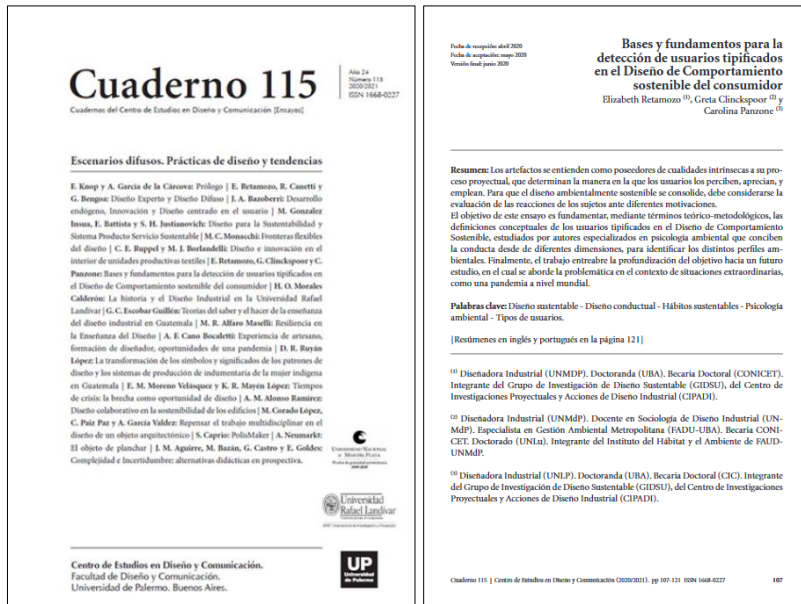 Cuaderno 115
Cuadernos del Centro de Estudios en Diseño y Comunicación [Ensayos]
Año 24
Número 115
2020/2021
ISSN 1668-0227
Escenarios difusos. Prácticas de diseño y tendencias
F. Knop y A. García de la Cárcova: Prólogo | E. Retamozo, R. Canetti y
G. Bengoa: Diseño Experto y Diseño Difuso | J. A. Bazoberri: Desarrollo
endógeno, Innovación y Diseño centrado en el usuario | M. Gonzalez
Insua, E. Battista y S. H. Justianovich: Diseño para la Sustentabilidad y
Sistema Producto Servicio Sustentable | M. C. Monacchi: Fronteras flexibles
del diseño | C. E. Ruppel y M. J. Borlandelli: Diseño e innovación en el
interior de unidades productivas textiles | E. Retamozo, G. Clinckspoor y C.
Panzone: Bases y fundamentos para la detección de usuarios tipificados en
el Diseño de Comportamiento sostenible del consumidor | H. O. Morales
Calderón: La historia y el Diseño Industrial en la Universidad Rafael
Landívar | G. C. Escobar Guillén: Teorías del saber y el hacer de la enseñanza
del diseño industrial en Guatemala | M. R. Alfaro Maselli: Resiliencia en
la Enseñanza del Diseño | A. F. Cano Bocaletti: Experiencia de artesano,
formación de diseñador, oportunidades de una pandemia | D. R. Ruyán
López: La transformación de los símbolos y significados de los patrones de
diseño y los sistemas de producción de indumentaria de la mujer indígena
en Guatemala | E. M. Moreno Velásquez y K. R. Mayén López: Tiempos
de crisis: la brecha como oportunidad de diseño | A. M. Alonso Ramírez:
Diseño colaborativo en la sostenibilidad de los edificios | M. Corado López,
C. Paiz Paz y A. García Valdez: Repensar el trabajo multidisciplinar en el
diseño de un objeto arquitectónico | S. Caprio: PolisMaker | A. Neumarkt:
El objeto de planchar | J. M. Aguirre, M. Bazán, G. Castro y E. Goldes:
Complejidad e Incertidumbre: alternativas didácticas en prospectiva.
UNIVERSIDAD NACIONAL
de MAR DEL PLATA
Universidad
Rafael Landívar
Centro de Estudios en Diseño y Comunicación.
Facultad de Diseño y Comunicación.
Universidad de Palermo. Buenos Aires.
UP
Universidad
de Palermo
Fecha de recepción: abril 2020
Fecha de aceptación: mayo 2020
Versión final: junio 2020
Bases y fundamentos para la
detección de usuarios tipificados
en el Diseño de Comportamiento
sostenible del consumidor
Elizabeth Retamozo (1), Greta Clinckspoor (2) y
Carolina Panzone (3)
Resumen: Los artefactos se entienden como poseedores de cualidades intrínsecas a su pro-
ceso proyectual, que determinan la manera en la que los usuarios los perciben, aprecian, y
emplean. Para que el diseño ambientalmente sostenible se consolide, debe considerarse la
evaluación de las reacciones de los sujetos ante diferentes motivaciones.
El objetivo de este ensayo es fundamentar, mediante términos teórico-metodológicos, las
definiciones conceptuales de los usuarios tipificados en el Diseño de Comportamiento
Sostenible, estudiados por autores especializados en psicología ambiental que conciben
la conducta desde de diferentes dimensiones, para identificar los distintos perfiles am-
bientales. Finalmente, el trabajo entreabre la profundización del objetivo hacia un futuro
estudio, en el cual se aborde la problemática en el contexto de situaciones extraordinarias,
como una pandemia a nivel mundial.
Palabras clave: Diseño sustentable - Diseño conductual - Hábitos sustentables - Psicología
ambiental - Tipos de usuarios.
[Resúmenes en inglés y portugués en la página 121]
(1) Diseñadora Industrial (UNMDP). Doctoranda (UBA). Becaria Doctoral (CONICET).
Integrante del Grupo de Investigación de Diseño Sustentable (GIDSU), del Centro de
Investigaciones Proyectuales y Acciones de Diseño Industrial (CIPADI).
(2) Diseñadora Industrial (UNMdP). Docente en Sociología de Diseño Industrial (UN-
MdP). Especialista en Gestión Ambiental Metropolitana (FADU-UBA). Becaria CONI-
CET. Doctorado (UNLu). Integrante del Instituto del Hábitat y el Ambiente de FAUD-
UNMdP.
(3) Diseñadora Industrial (UNLP). Doctoranda (UBA). Becaria Doctoral (CIC). Integrante
del Grupo de Investigación de Diseño Sustentable (GIDSU), del Centro de Investigaciones
Proyectuales y Acciones de Diseño Industrial (CIPADI).
Cuaderno 115 | Centro de Estudios en Diseño y Comunicación (2020/2021). pp 107-121 ISSN 1668-0227
107